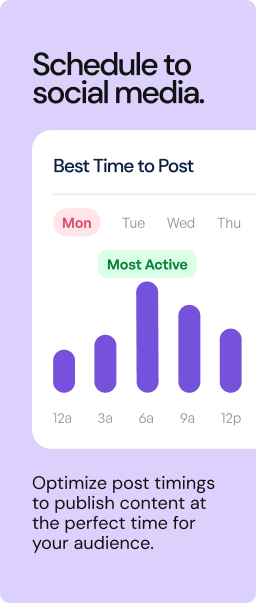 Schedule to
social media.
Best Time to Post
Mon Tue Wed Thu
Most Active
12a 3a 6a 9a 12p
Optimize post timings
to publish content at
the perfect time for
your audience.